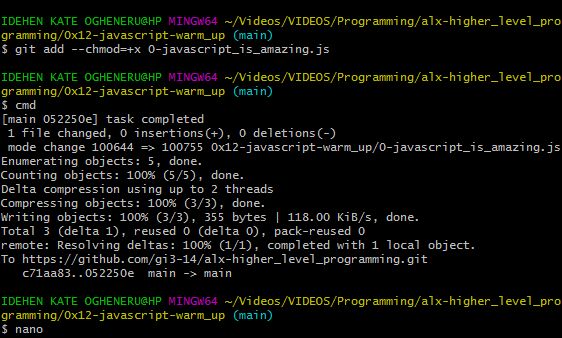 IDEHEN KATE OGHENERU@HP MINGW64 ~/Videos/VIDEOS/Programming/alx-higher_level_pro
gramming/0x12-javascript-warm_up (main)
$ git add --chmod=+x 0-javascript_is_amazing.js
IDEHEN KATE OGHENERU@HP MINGW64 ~/Videos/VIDEOS/Programming/alx-higher_level_pro
gramming/0x12-javascript-warm_up (main)
$ cmd
[main 052250e] task completed
 1 file changed, 0 insertions(+), 0 deletions(-)
 mode change 100644 => 100755 0x12-javascript-warm_up/0-javascript_is_amazing.js
Enumerating objects: 5, done.
Counting objects: 100% (5/5), done.
Delta compression using up to 2 threads
Compressing objects: 100% (3/3), done.
Writing objects: 100% (3/3), 355 bytes | 118.00 KiB/s, done.
Total 3 (delta 1), reused 0 (delta 0), pack-reused 0
remote: Resolving deltas: 100% (1/1), completed with 1 local object.
To https://github.com/gi3-14/alx-higher_level_programming.git
   c71aa83..052250e  main -> main
IDEHEN KATE OGHENERU@HP MINGW64 ~/Videos/VIDEOS/Programming/alx-higher_level_pro
gramming/0x12-javascript-warm_up (main)
$ nano